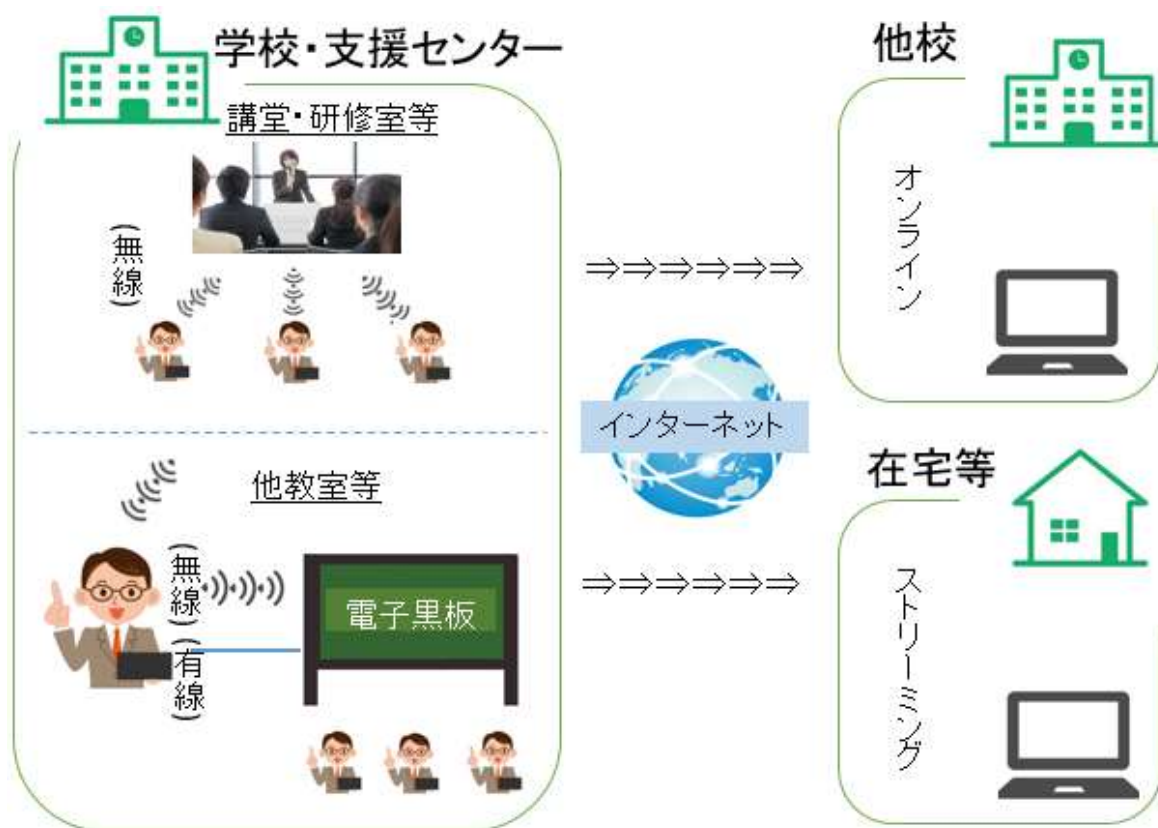 学校・支援センター
講堂・研修室等
(無線)
他教室等
(無線)
(有線)
電子黒板
⇒⇒⇒⇒⇒⇒
インターネット
⇒⇒⇒⇒⇒⇒
他校
オンライン
在宅等
ストリーミング